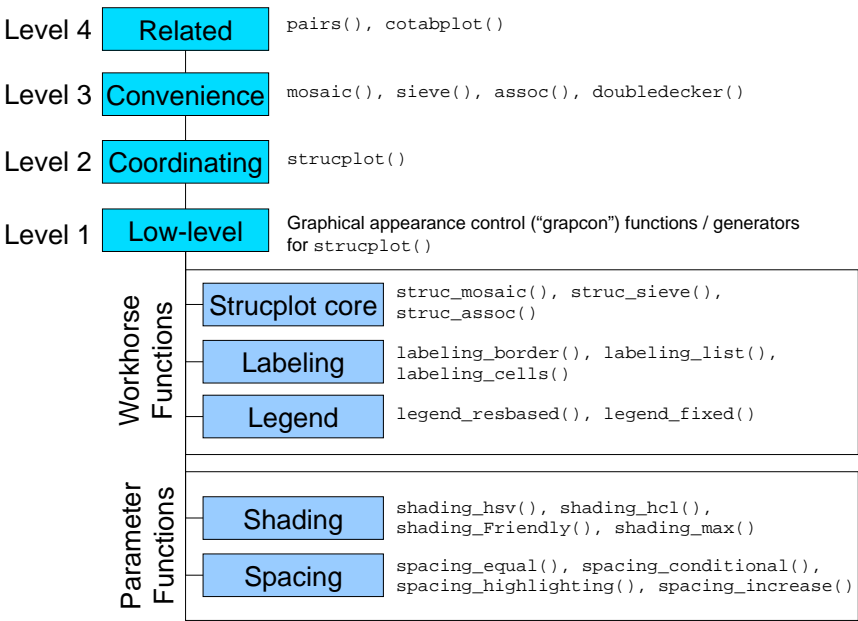 Level 4 Related pairs(), cotabplot()
Level 3 Convenience mosaic(), sieve(), assoc(), doubledecker()
Level 2 Coordinating strucplot()
Level 1 Low-level Graphical appearance control (“grapcon”) functions / generators
for strucplot()
Workhorse
Functions
Strucplot core struc_mosaic(), struc_sieve(),
struc_assoc()
Labeling labeling_border(), labeling_list(),
labeling_cells()
Legend legend_resbased(), legend_fixed()
Parameter
Functions
Shading shading_hsv(), shading_hcl(),
shading_Friendly(), shading_max()
Spacing spacing_equal(), spacing_conditional(),
spacing_highlighting(), spacing_increase()